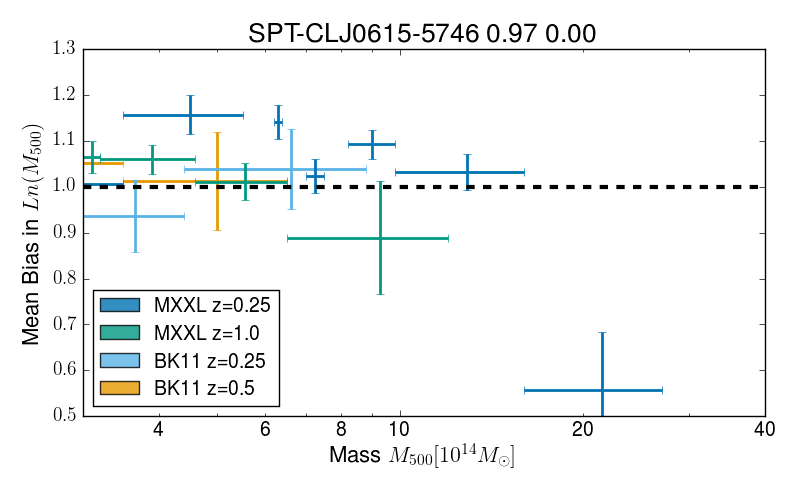 SPT-CLJ0615-5746 0.97 0.00
Mean Bias in Ln(M500)
1.3
1.2
1.1
1.0
0.9
0.8
0.7
0.6
0.5
MXXL z=0.25
MXXL z=1.0
BK11 z=0.25
BK11 z=0.5
4 6 8 10 20 40
Mass M500[10^14 M⊙]